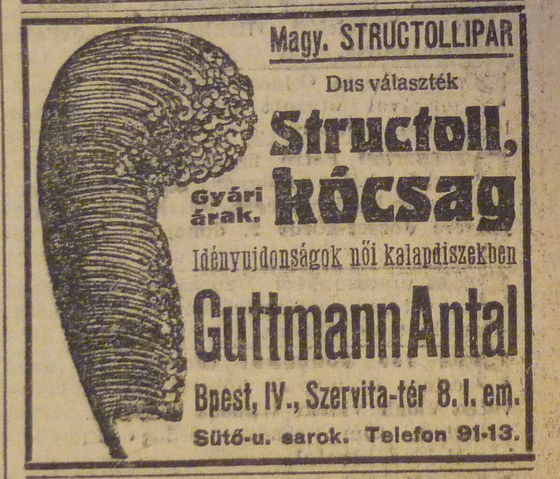 Magy. STRUCTOLLIPAR
Dus választék
Structoll,
Gyári árak.
kócsag
Idényujdonságok női kalapdiszekben
Guttmann Antal
Bpest, IV., Szervita-tér 8. I. em.
Sütő-u. sarok. Telefon 91-13.